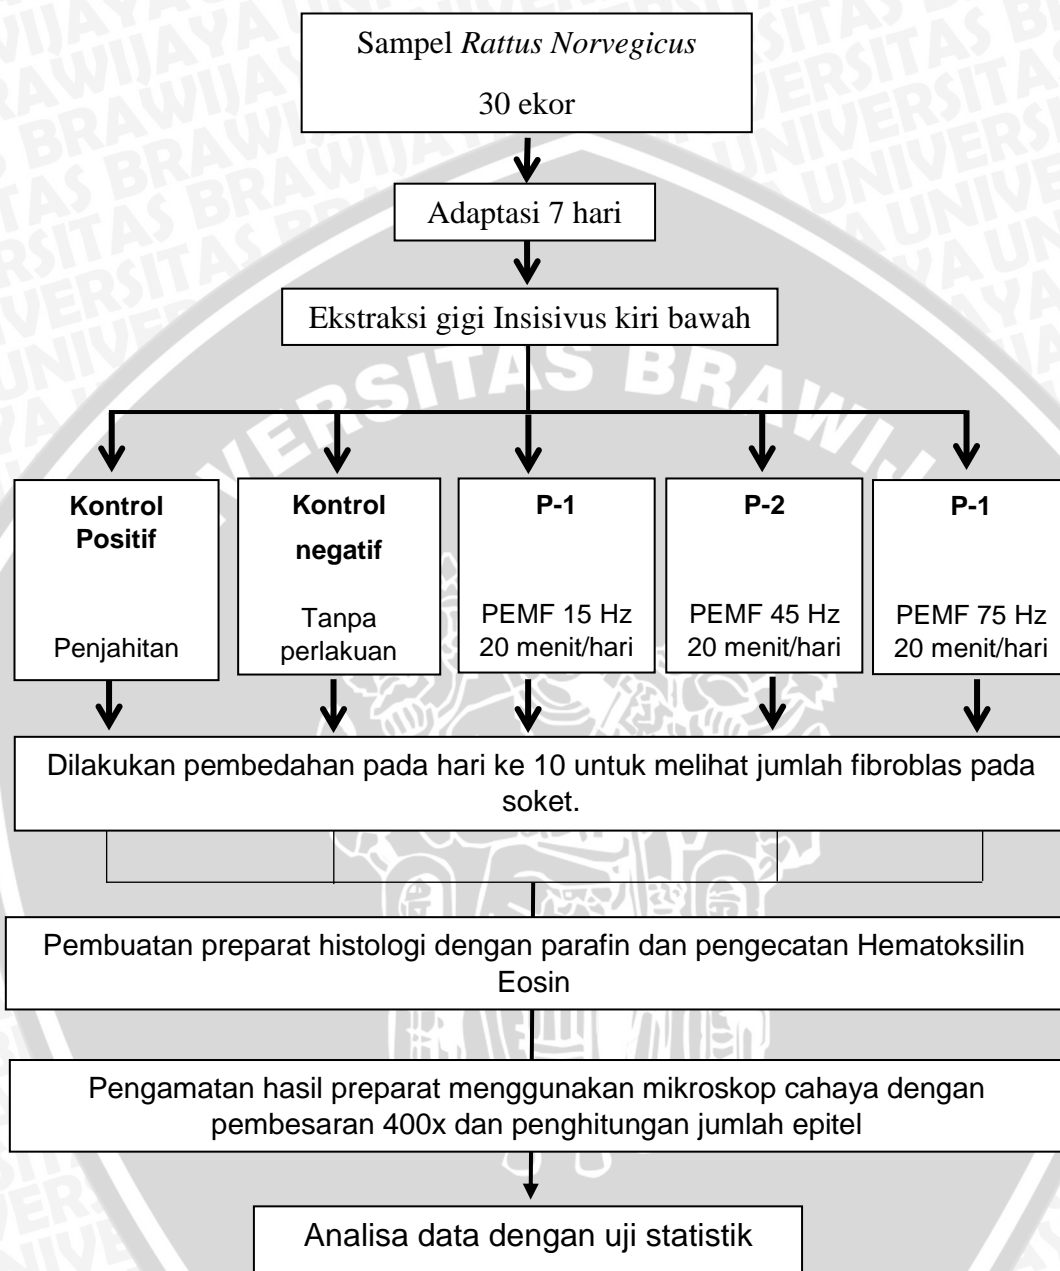 Sampel Rattus Norvegicus
30 ekor
Adaptasi 7 hari
Ekstraksi gigi Insisivus kiri bawah
Kontrol
Positif
Penjahitan
Kontrol
negatif
Tanpa
perlakuan
P-1
PEMF 15 Hz
20 menit/hari
P-2
PEMF 45 Hz
20 menit/hari
P-1
PEMF 75 Hz
20 menit/hari
Dilakukan pembedahan pada hari ke 10 untuk melihat jumlah fibroblas pada
soket.
Pembuatan preparat histologi dengan parafin dan pengecatan Hematoksilin
Eosin
Pengamatan hasil preparat menggunakan mikroskop cahaya dengan
pembesaran 400x dan penghitungan jumlah epitel
Analisa data dengan uji statistik